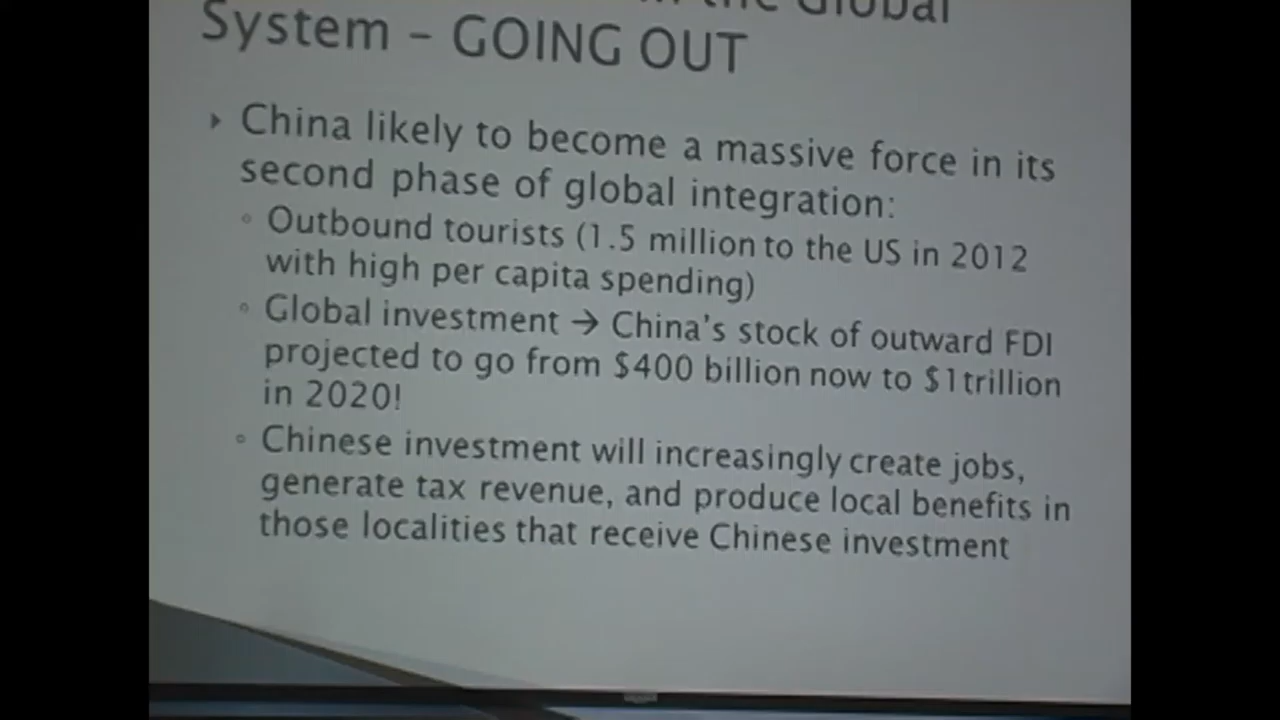 the Global
System – GOING OUT
China likely to become a massive force in its
second phase of global integration:
Outbound tourists (1.5 million to the US in 2012
with high per capita spending)
Global investment → China's stock of outward FDI
projected to go from $400 billion now to $1trillion
in 2020!
Chinese investment will increasingly create jobs,
generate tax revenue, and produce local benefits in
those localities that receive Chinese investment